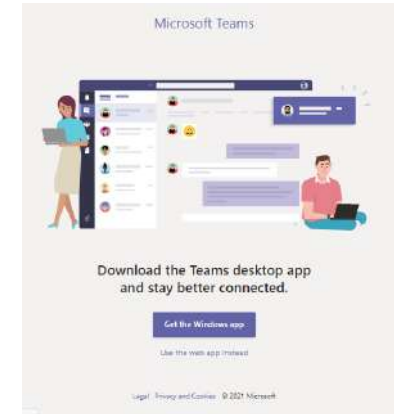 Microsoft Teams
Download the Teams desktop app
and stay better connected.
Get the Windows app
Use the web app instead
Legal Privacy and Cookies © 2021 Microsoft